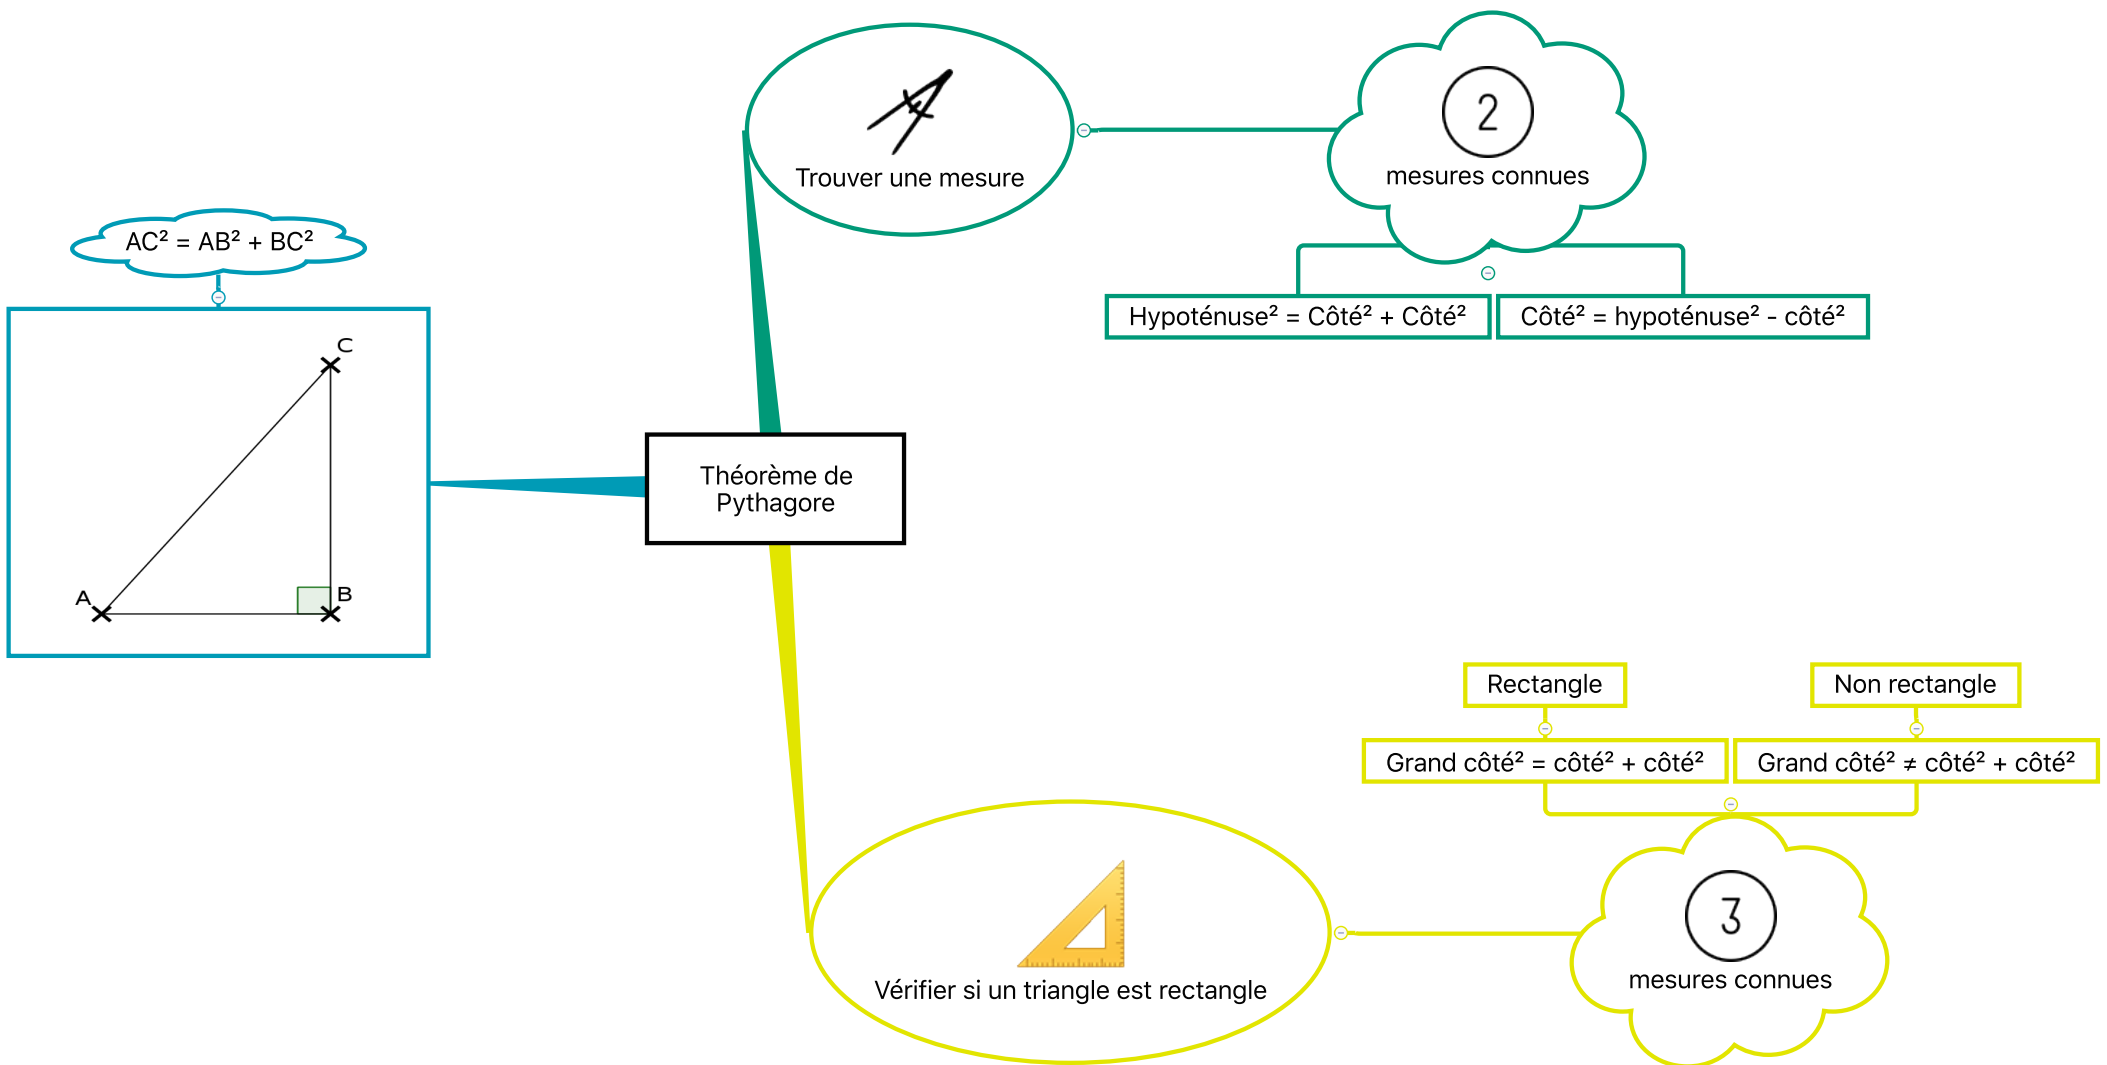 AC² = AB² + BC²
C
A
B
Théorème de
Pythagore
Trouver une mesure
2
mesures connues
Hypoténuse² = Côté² + Côté²
Côté² = hypoténuse² - côté²
Vérifier si un triangle est rectangle
3
mesures connues
Rectangle
Grand côté² = côté² + côté²
Non rectangle
Grand côté² ≠ côté² + côté²